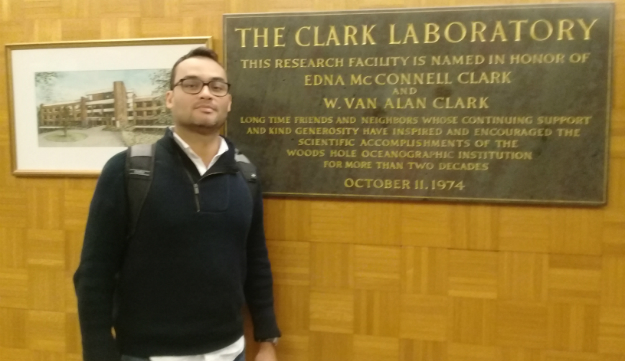 THE CLARK LABORATORY
THIS RESEARCH FACILITY IS NAMED IN HONOR OF
EDNA MC CONNELL CLARK
AND
W. VAN ALAN CLARK
LONG TIME FRIENDS AND NEIGHBORS WHOSE CONTINUING SUPPORT
AND KIND GENEROSITY HAVE INSPIRED AND ENCOURAGED THE
SCIENTIFIC ACCOMPLISHMENTS OF THE
WOODS HOLE OCEANOGRAPHIC INSTITUTION
FOR MORE THAN TWO DECADES
OCTOBER 11, 1974